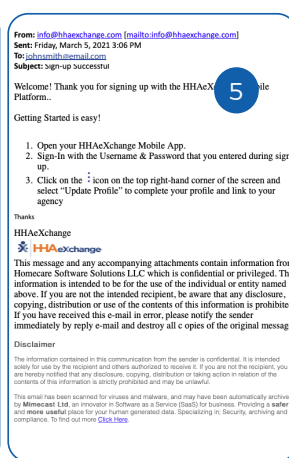 From: info@hhaexchange.com [mailto:info@hhaexchange.com]
Sent: Friday, March 5, 2021 3:06 PM
To: johnsmith@email.com
Subject: Sign-up Successful
5
Welcome! Thank you for signing up with the HHAeX
Platform..
Getting Started is easy!
1. Open your HHAeXchange Mobile App.
2. Sign-In with the Username & Password that you entered during sign
up.
3. Click on the icon on the top right-hand corner of the screen and
select “Update Profile” to complete your profile and link to your
agency
Thanks
HHAeXchange
HHAeXchange
This message and any accompanying attachments contain information from
Homecare Software Solutions LLC which is confidential or privileged. Th
information is intended to be for the use of the individual or entity named
above. If you are not the intended recipient, be aware that any disclosure,
copying, distribution or use of the contents of this information is prohibite
If you have received this e-mail in error, please notify the sender
immediately by reply e-mail and destroy all c opies of the original messag
Disclaimer
The information contained in this communication from the sender is confidential. It is intended
solely for use by the recipient and others authorized to receive it. If you are not the recipient, you
are hereby notified that any disclosure, copying, distribution or taking action in relation of the
contents of this information is strictly prohibited and may be unlawful.
This email has been scanned for viruses and malware, and may have been automatically archive
by Mimecast Ltd, an innovator in Software as a Service (SaaS) for business. Providing a safer
and more useful place for your human generated data. Specializing in; Security, archiving and
compliance. To find out more Click Here.